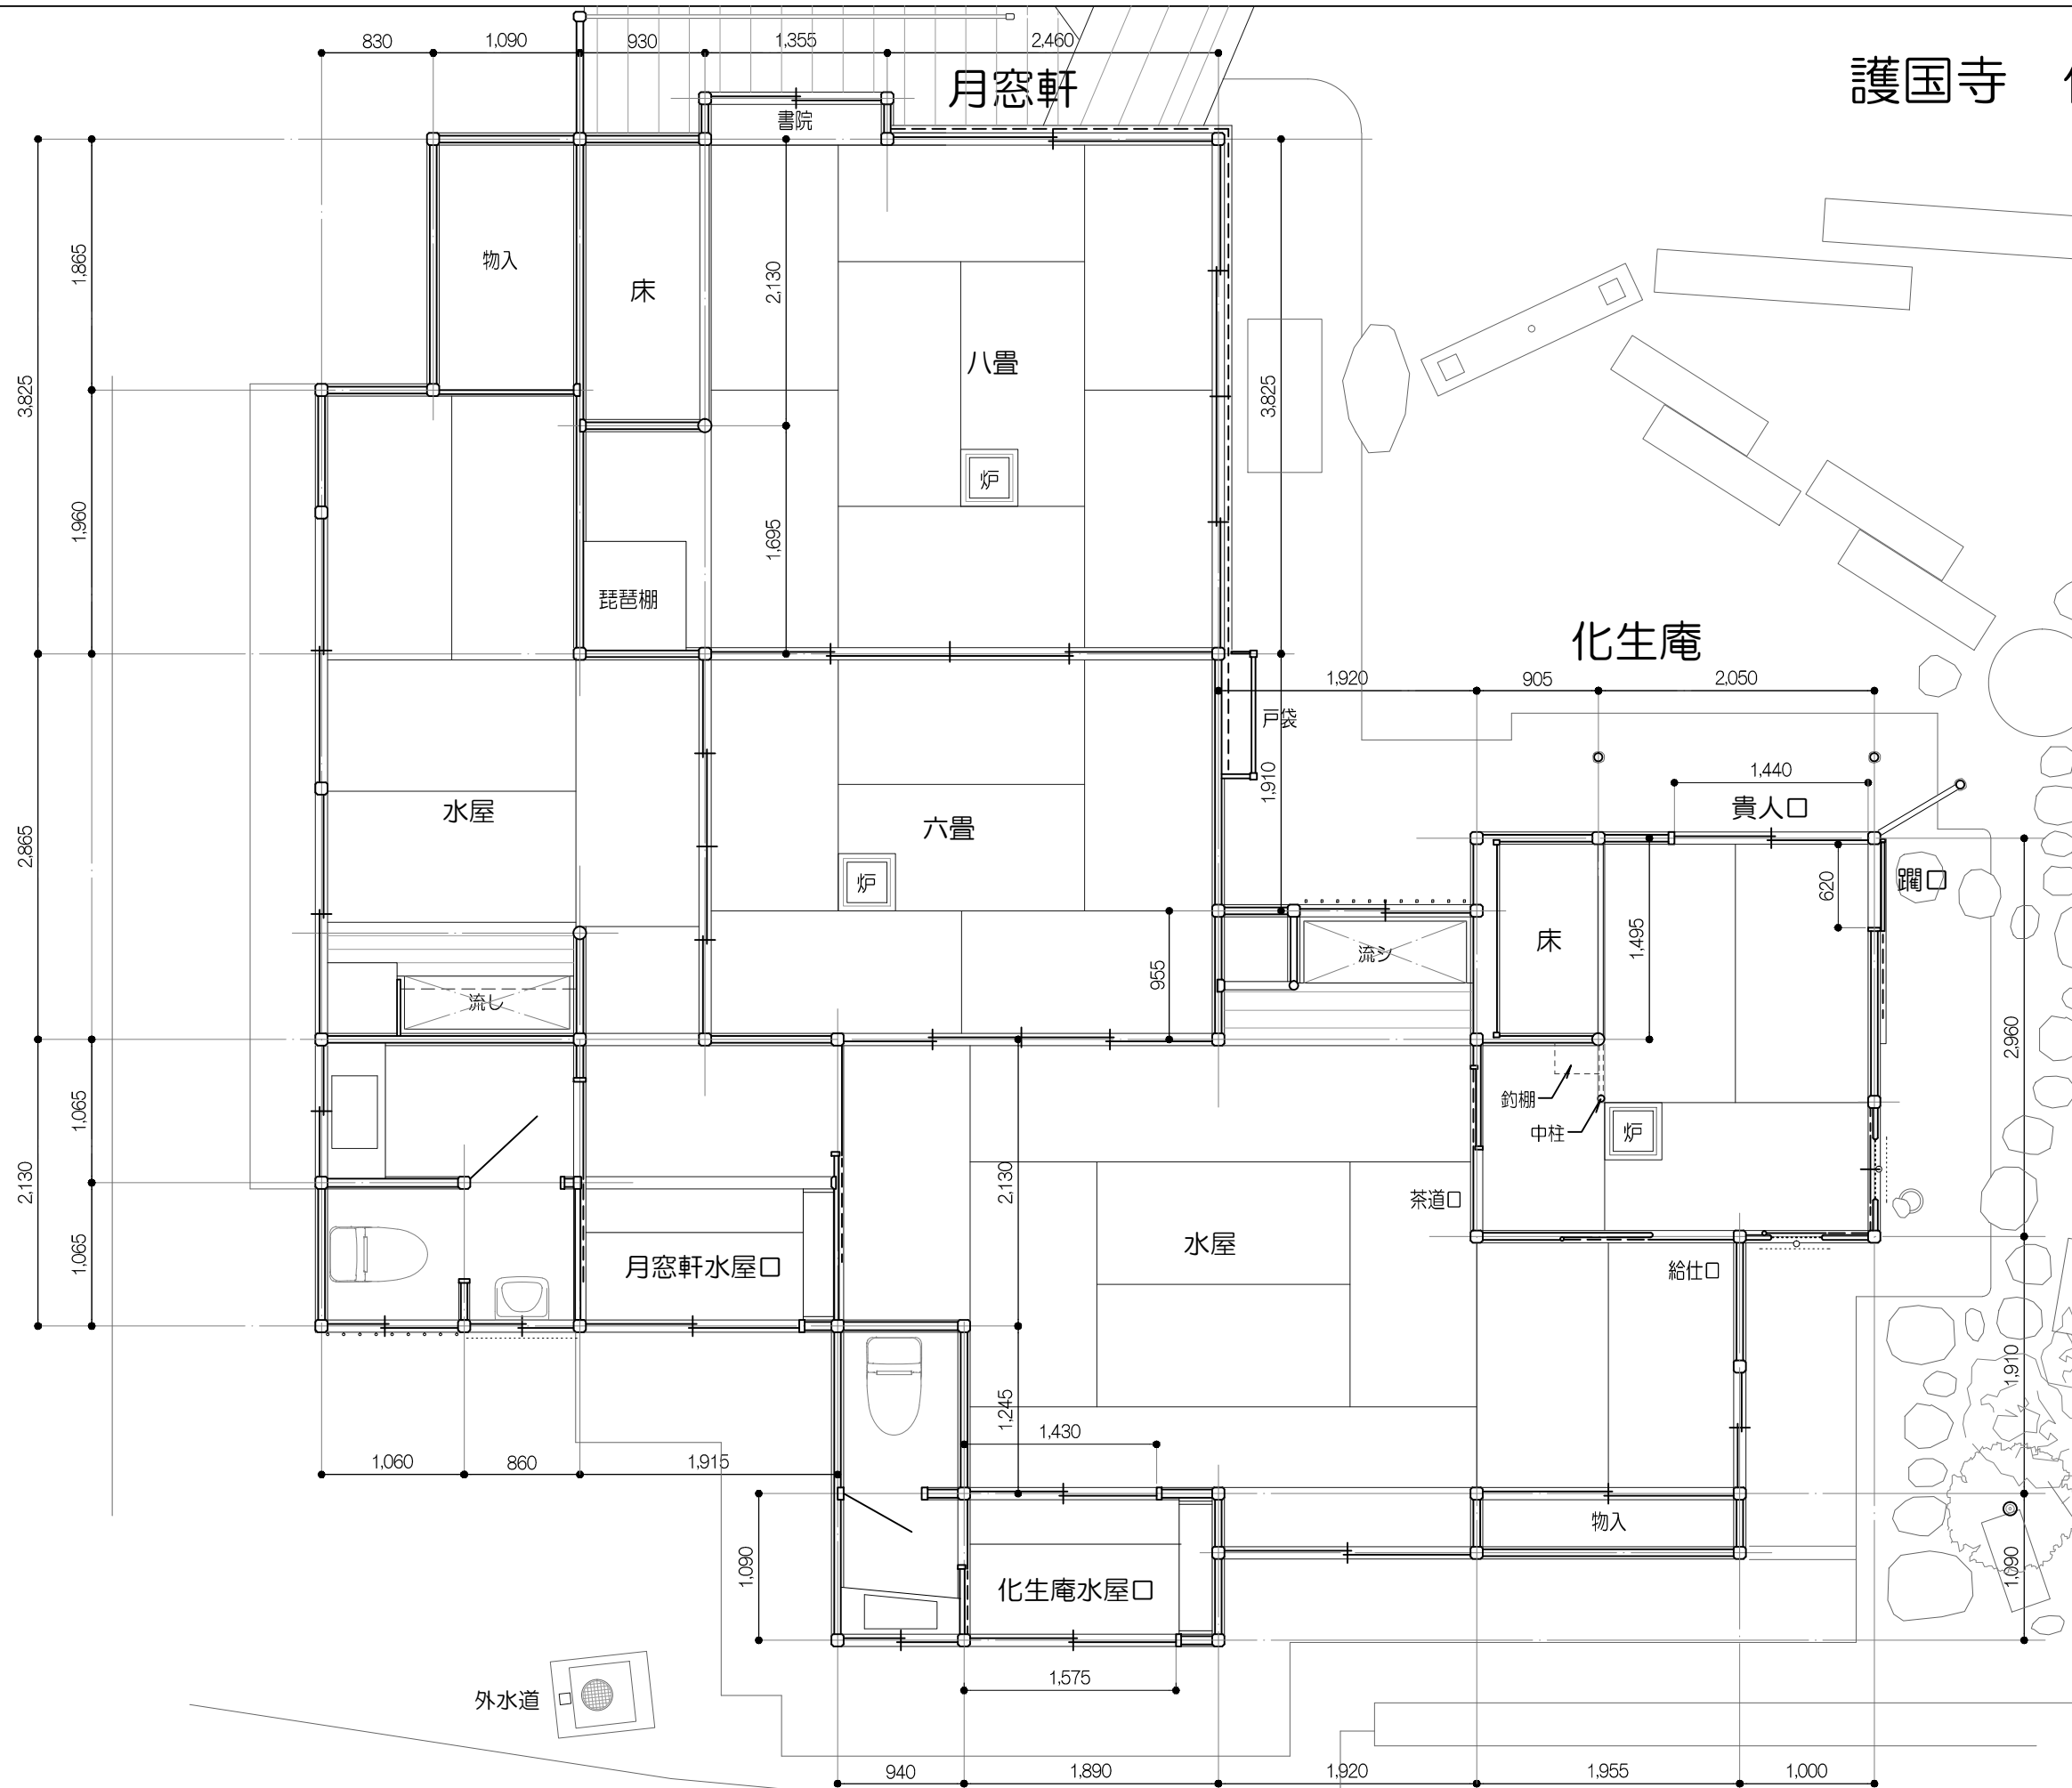 830
1,090
930
1,355
2,460
月窓軒
護国寺
書院
1,865
物入
床
2,130
八畳
3,825
3,825
炉
1,960
1,695
琵琶棚
化生庵
1,920
905
2,050
戸袋
1,910
1,440
貴人口
水屋
六畳
2,865
炉
620
躙口
床
1,495
流シ
955
流し
2,960
釣棚
中柱
炉
1,065
2,130
2,130
茶道口
水屋
1,065
月窓軒水屋口
給仕口
1,910
1,245
1,430
1,060
860
1,915
物入
1,090
化生庵水屋口
1,090
1,575
外水道
940
1,890
1,920
1,955
1,000